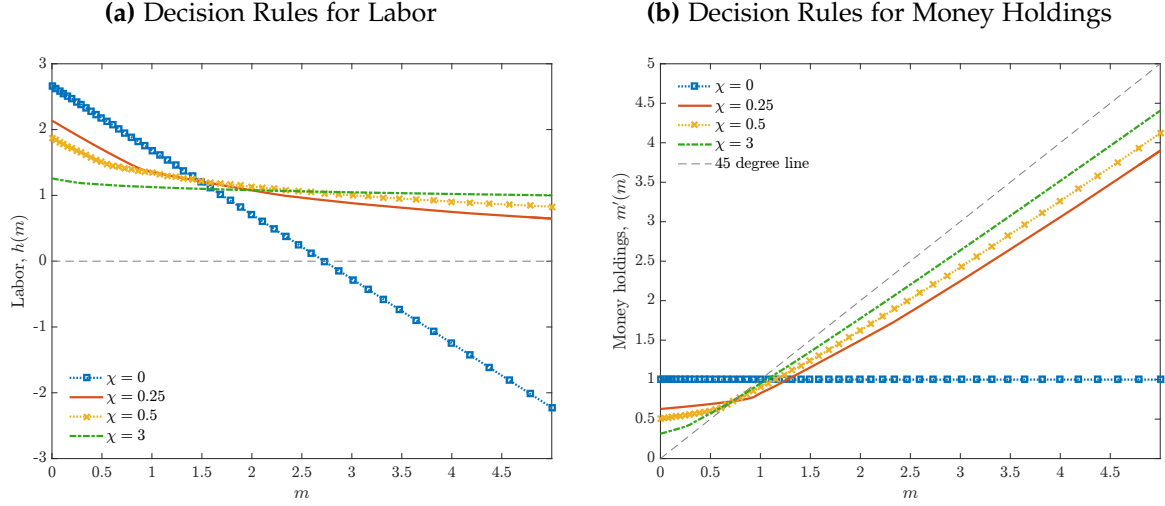 (a) Decision Rules for Labor
3
2
1
0
-1
-2
-3
Labor, h(m)
χ = 0
χ = 0.25
χ = 0.5
χ = 3
0 0.5 1 1.5 2 2.5 3 3.5 4 4.5
m
(b) Decision Rules for Money Holdings
5
4.5
4
3.5
3
2.5
2
1.5
1
0.5
0
Money holdings, m′(m)
χ = 0
χ = 0.25
χ = 0.5
χ = 3
45 degree line
0 0.5 1 1.5 2 2.5 3 3.5 4 4.5
m